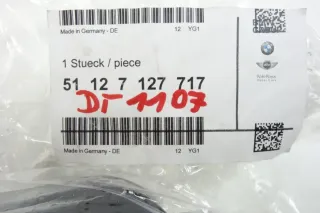 Made in Germany - DE 12 YG1
1 Stueck / piece
51 12 7 127 717
DT 1107
Made in Germany - DE 12 YG1